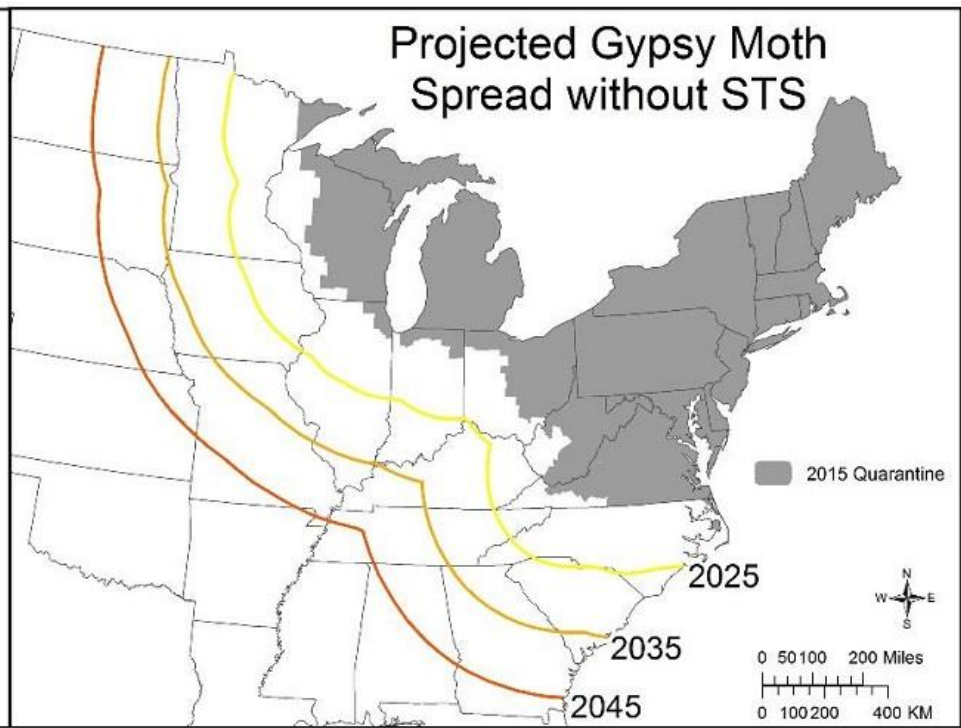 Projected Gypsy Moth
Spread without STS
2015 Quarantine
2025
N
W E
S
2035
0 50 100 200 Miles
2045
0 100 200 400 KM